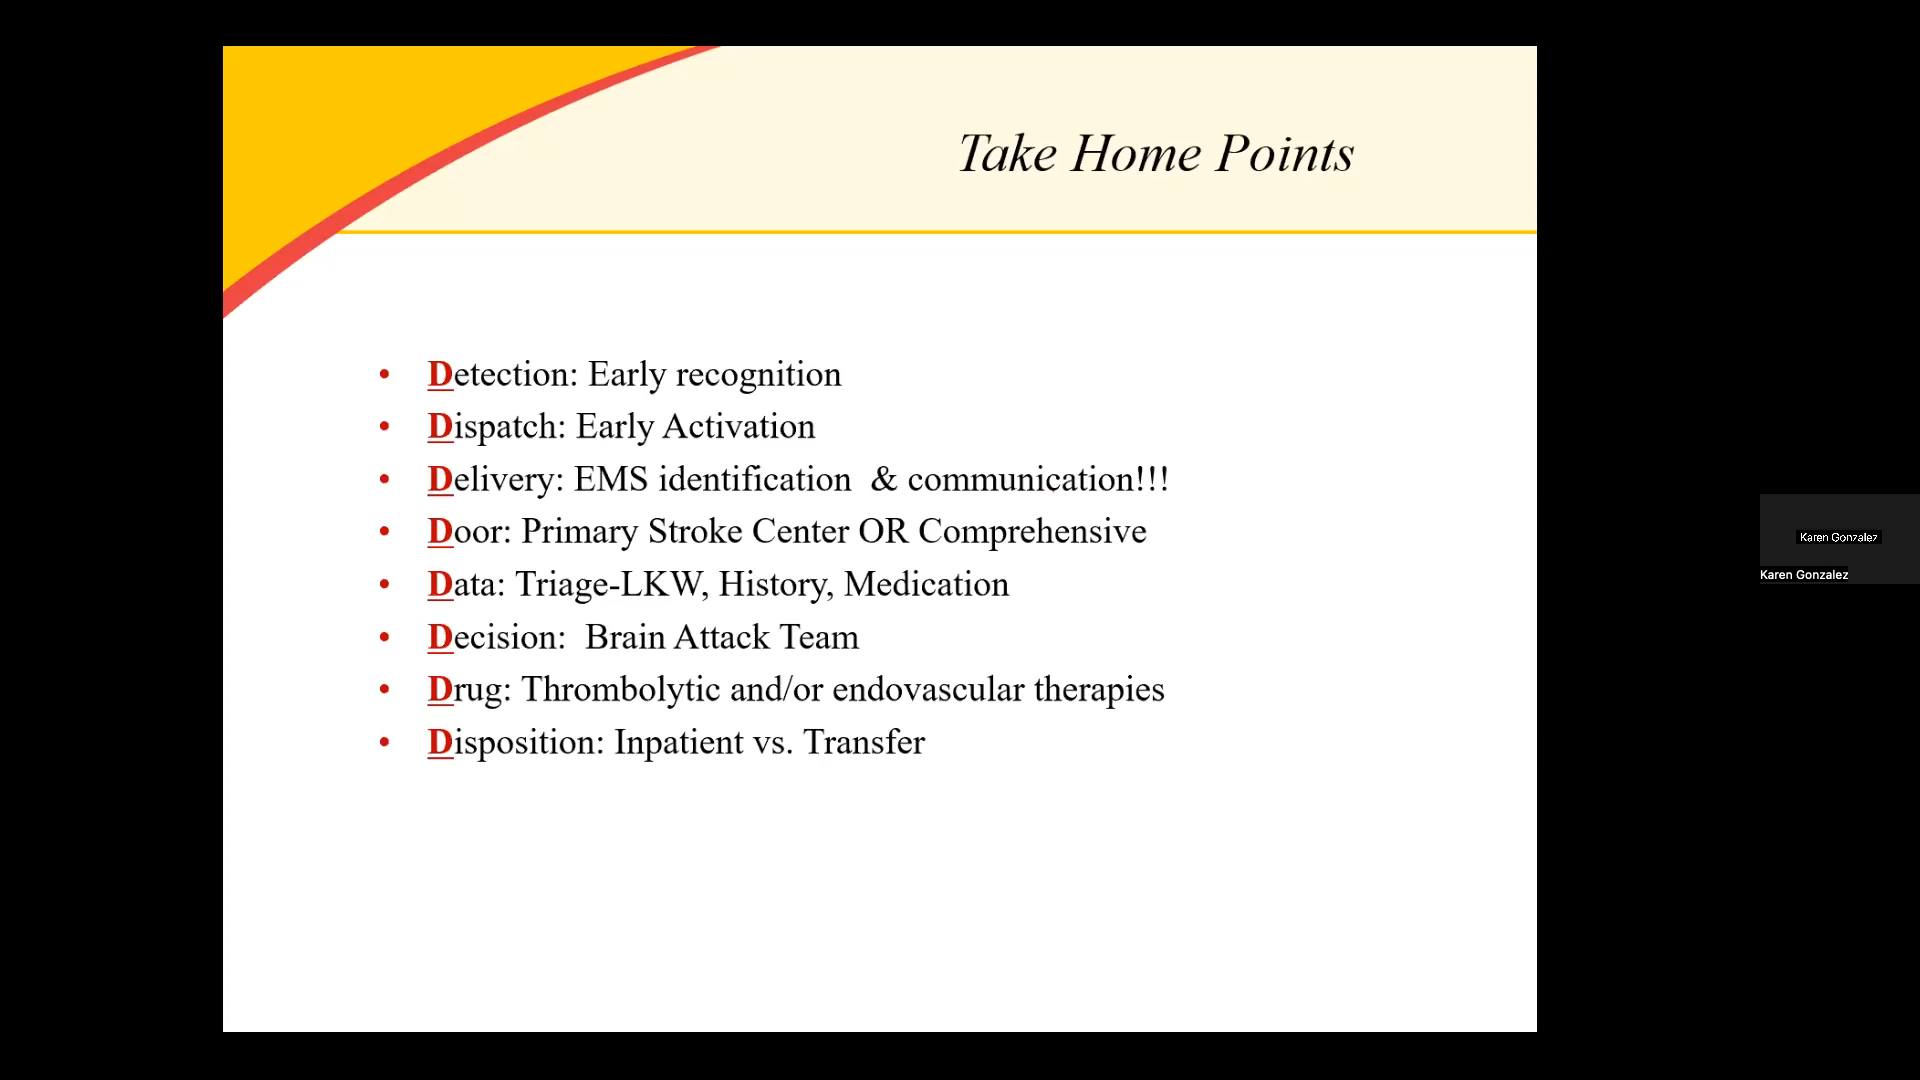 Take Home Points
• Detection: Early recognition
• Dispatch: Early Activation
• Delivery: EMS identification  & communication!!!
• Door: Primary Stroke Center OR Comprehensive
• Data: Triage-LKW, History, Medication
• Decision:  Brain Attack Team
• Drug: Thrombolytic and/or endovascular therapies
• Disposition: Inpatient vs. Transfer
Karen Gonzalez
Karen Gonzalez